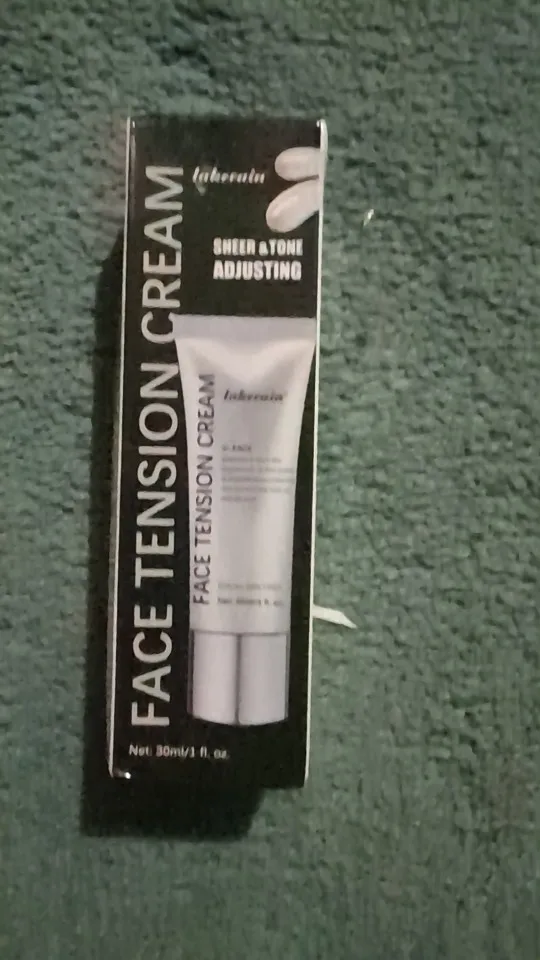 lakerain
SHEER & TONE
ADJUSTING
FACE TENSION CREAM
lakerain
FACE TENSION CREAM
Net: 30ml/1 fl. oz.